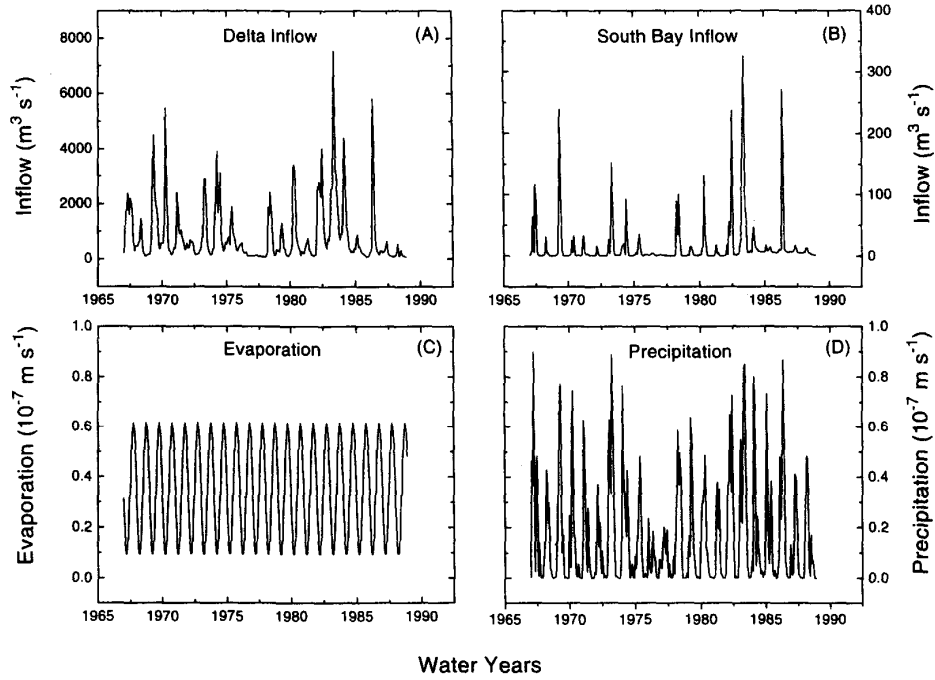 Delta Inflow
(A)
Inflow (m³ s⁻¹)
8000
6000
4000
2000
0
1965 1970 1975 1980 1985 1990
South Bay Inflow
(B)
Inflow (m³ s⁻¹)
400
300
200
100
0
1965 1970 1975 1980 1985 1990
Evaporation
(C)
Evaporation (10⁻⁷ m s⁻¹)
1.0
0.8
0.6
0.4
0.2
0.0
1965 1970 1975 1980 1985 1990
Precipitation
(D)
Precipitation (10⁻⁷ m s⁻¹)
1.0
0.8
0.6
0.4
0.2
0.0
1965 1970 1975 1980 1985 1990
Water Years